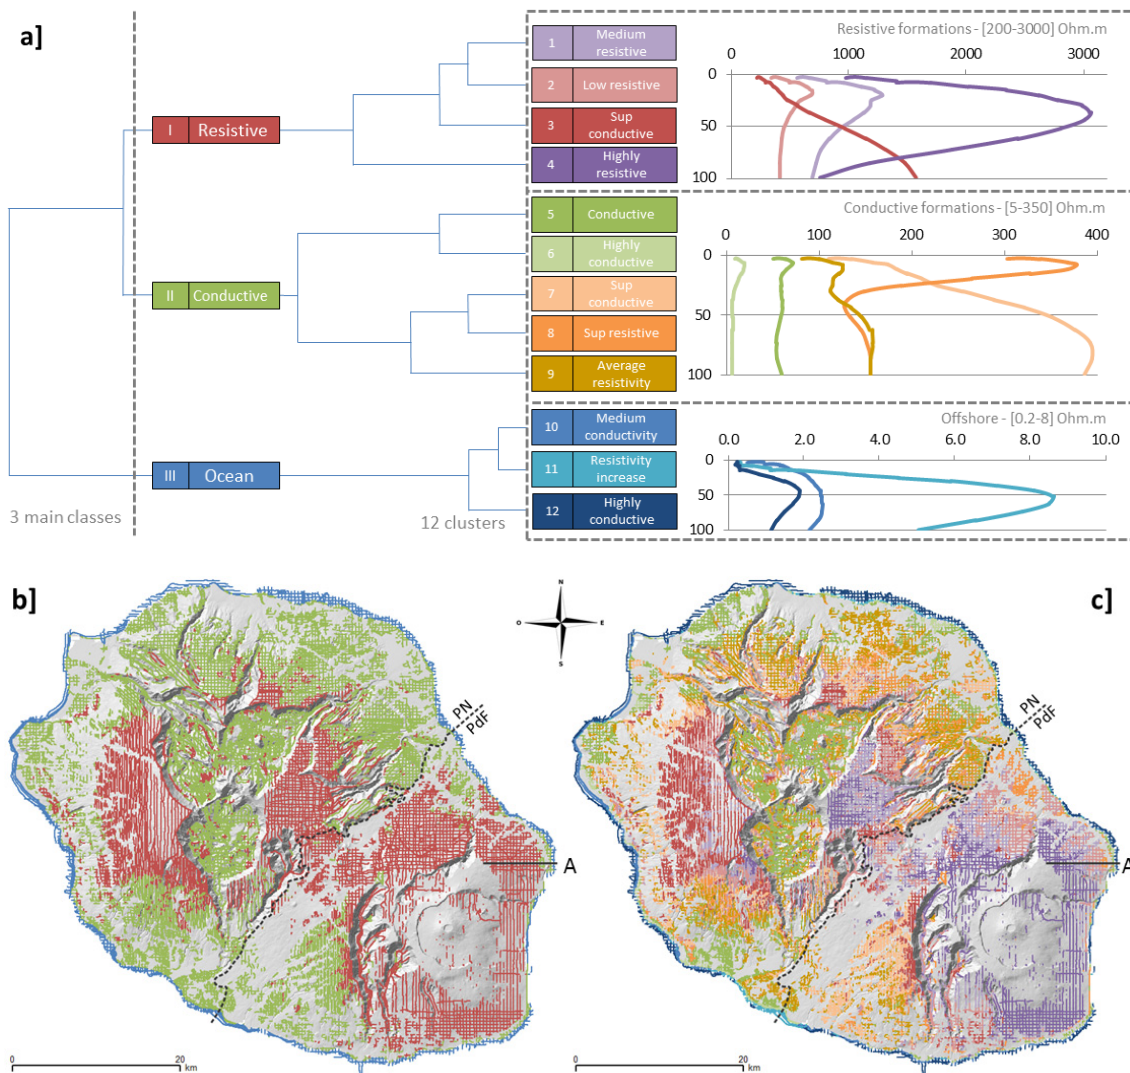 a]
3 main classes
I Resistive
II Conductive
III Ocean
12 clusters
1 Medium
resistive
2 Low resistive
3 Sup
conductive
4 Highly
resistive
5 Conductive
6 Highly
conductive
7 Sup
conductive
8 Sup resistive
9 Average
resistivity
10 Medium
conductivity
11 Resistivity
increase
12 Highly
conductive
Resistive formations - [200-3000] Ohm.m
0 1000 2000 3000
0
50
100
Conductive formations - [5-350] Ohm.m
0 100 200 300 400
0
50
100
Offshore - [0.2-8] Ohm.m
0.0 2.0 4.0 6.0 8.0 10.0
0
50
100
b]
N
O E
S
c]
PN
PdF
A
0 20
km
PN
PdF
A
0 20
km